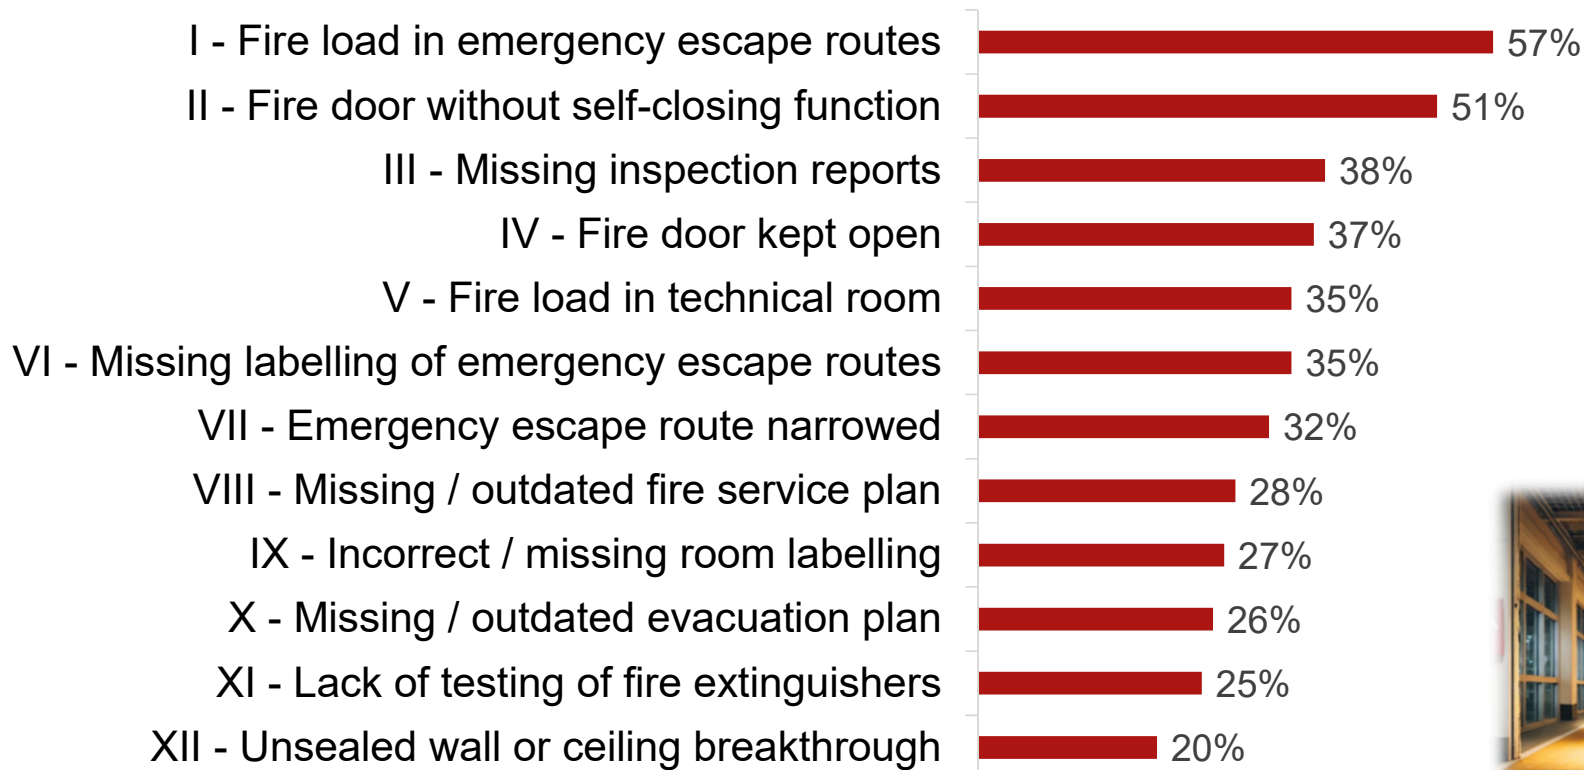 I - Fire load in emergency escape routes 57%
II - Fire door without self-closing function 51%
III - Missing inspection reports 38%
IV - Fire door kept open 37%
V - Fire load in technical room 35%
VI - Missing labelling of emergency escape routes 35%
VII - Emergency escape route narrowed 32%
VIII - Missing / outdated fire service plan 28%
IX - Incorrect / missing room labelling 27%
X - Missing / outdated evacuation plan 26%
XI - Lack of testing of fire extinguishers 25%
XII - Unsealed wall or ceiling breakthrough 20%